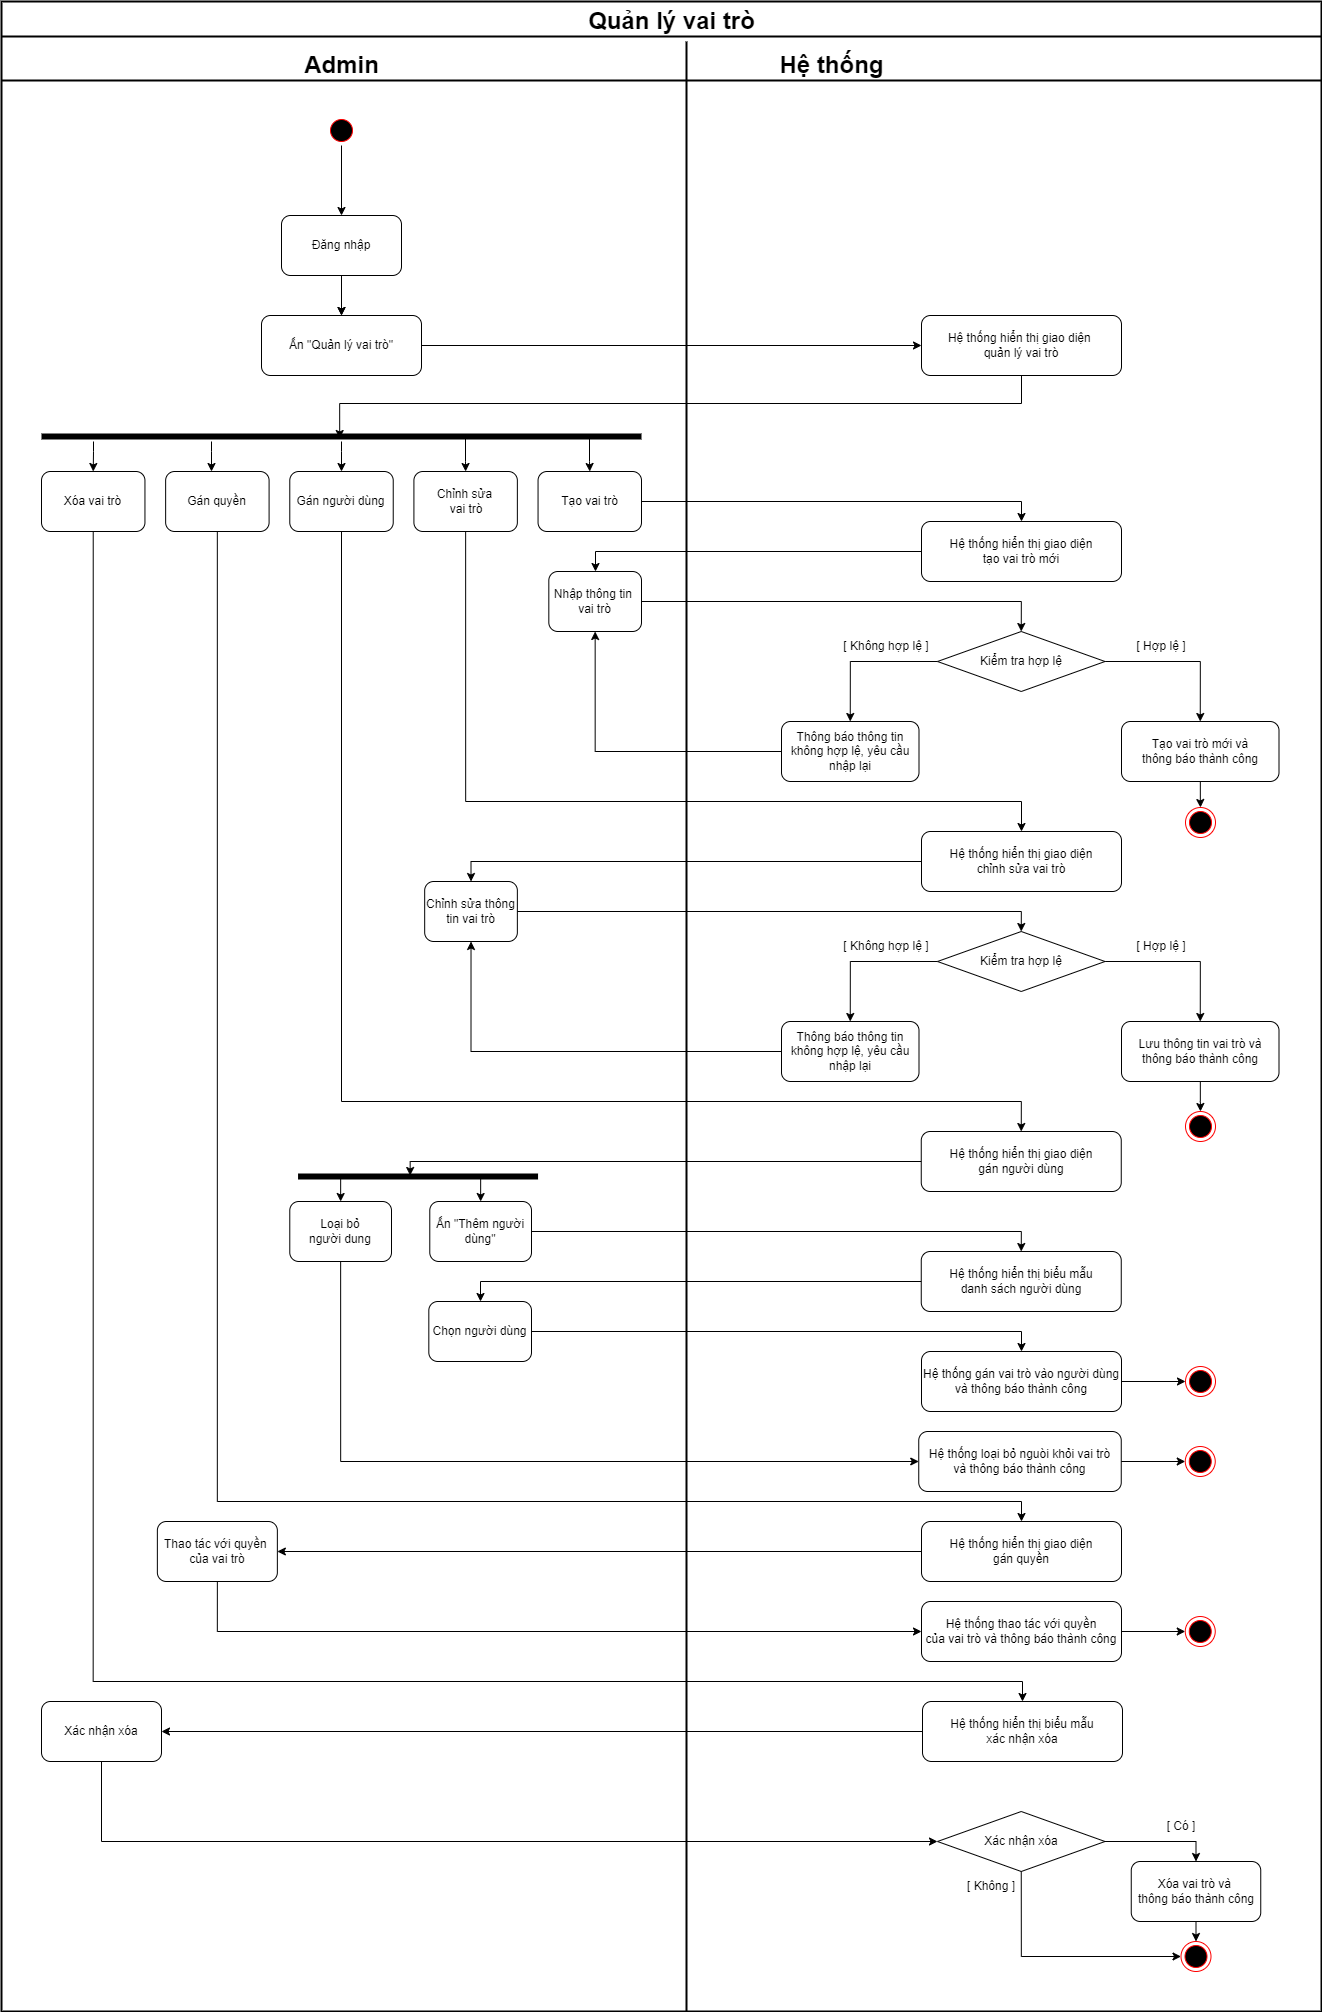 Quản lý vai trò
Admin
Hệ thống
Đăng nhập
Ấn "Quản lý vai trò"
Hệ thống hiển thị giao diện
quản lý vai trò
Xóa vai trò
Gán quyền
Gán người dùng
Chỉnh sửa
vai trò
Tạo vai trò
Hệ thống hiển thị giao diện
tạo vai trò mới
Nhập thông tin
vai trò
[ Không hợp lệ ]
Kiểm tra hợp lệ
[ Hợp lệ ]
Thông báo thông tin
không hợp lệ, yêu cầu
nhập lại
Tạo vai trò mới và
thông báo thành công
Hệ thống hiển thị giao diện
chỉnh sửa vai trò
Chỉnh sửa thông
tin vai trò
[ Không hợp lệ ]
Kiểm tra hợp lệ
[ Hợp lệ ]
Thông báo thông tin
không hợp lệ, yêu cầu
nhập lại
Lưu thông tin vai trò và
thông báo thành công
Hệ thống hiển thị giao diện
gán người dùng
Loại bỏ
người dung
Ấn "Thêm người
dùng"
Hệ thống hiển thị biểu mẫu
danh sách người dùng
Chọn người dùng
Hệ thống gán vai trò vào người dùng
và thông báo thành công
Hệ thống loại bỏ nguòi khỏi vai trò
và thông báo thành công
Thao tác với quyền
của vai trò
Hệ thống hiển thị giao diện
gán quyền
Hệ thống thao tác với quyền
của vai trò và thông báo thành công
Xác nhận xóa
Hệ thống hiển thị biểu mẫu
xác nhận xóa
Xác nhận xóa
[ Có ]
[ Không ]
Xóa vai trò và
thông báo thành công